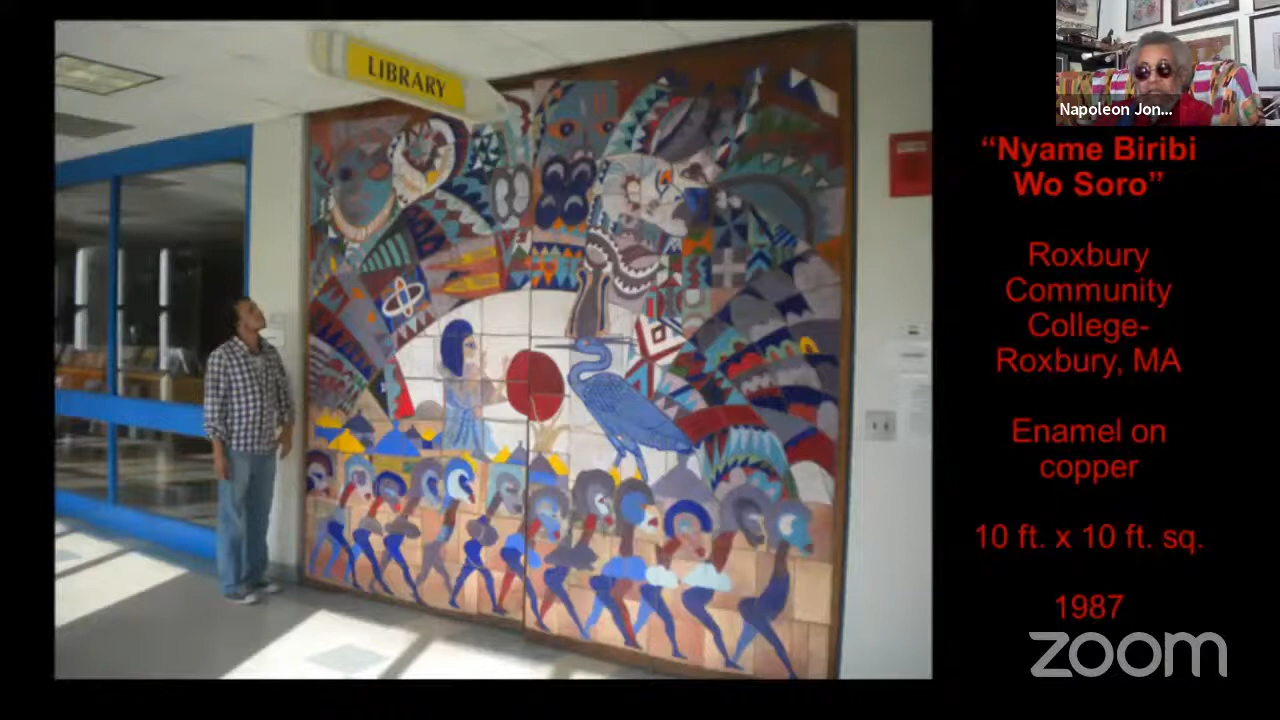 LIBRARY
Napoleon Jon...
“Nyame Biribi
Wo Soro”
Roxbury
Community
College-
Roxbury, MA
Enamel on
copper
10 ft. x 10 ft. sq.
1987
zoom